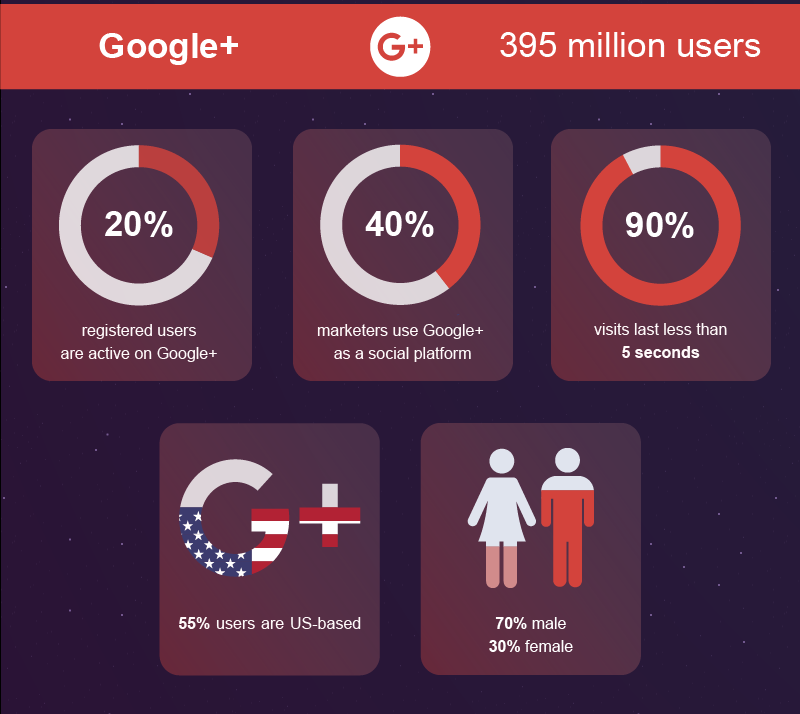 Google+
G+
395 million users
20%
registered users
are active on Google+
40%
marketers use Google+
as a social platform
90%
visits last less than
5 seconds
G+
55% users are US-based
70% male
30% female